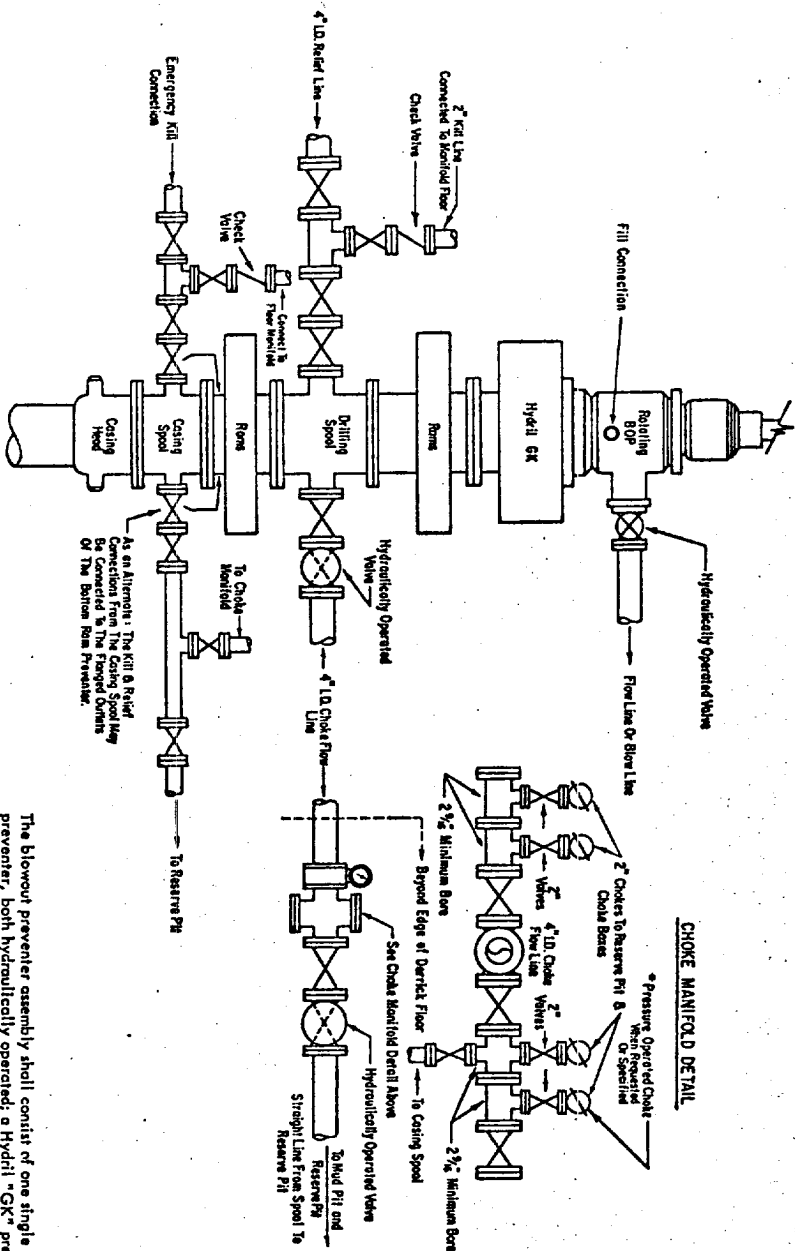 4" I.D. Relief Line
2" Kill Line
Connected To Manifold Floor
Check Valve
Emergency Kill
Connection
Check
Valve
Connect To
Floor Manifold
Fill Connection
Rotating
BOP
Hydril GK
Rams
Drilling
Spool
Rams
Casing
Spool
Casing
Head
Hydraulically Operated Valve
Flow Line Or Blow Line
Hydraulically Operated
Valve
4" I.D. Choke Flow
Line
To Choke
Manifold
As an Alternate: The Kill & Relief
Connections From The Casing Spool May
Be Connected To The Flanged Outlets
Of The Bottom Ram Preventer.
To Reserve Pit
CHOKE MANIFOLD DETAIL
*Pressure Operated Choke
When Requested
Or Specified
2" Chokes To Reserve Pit &
Choke Boxes
2"
Valves
4" I.D. Choke
Flow Line
2"
Valves
2 9/16" Minimum Bore
2 9/16" Minimum Bore
To Casing Spool
Beyond Edge of Derrick Floor
See Choke Manifold Detail Above
Hydraulically Operated Valve
To Mud Pit and
Reserve Pit
Straight Line From Spool To
Reserve Pit
The blowout preventer assembly shall consist of one single
preventer, both hydraulically operated; a Hydril "GK" pre